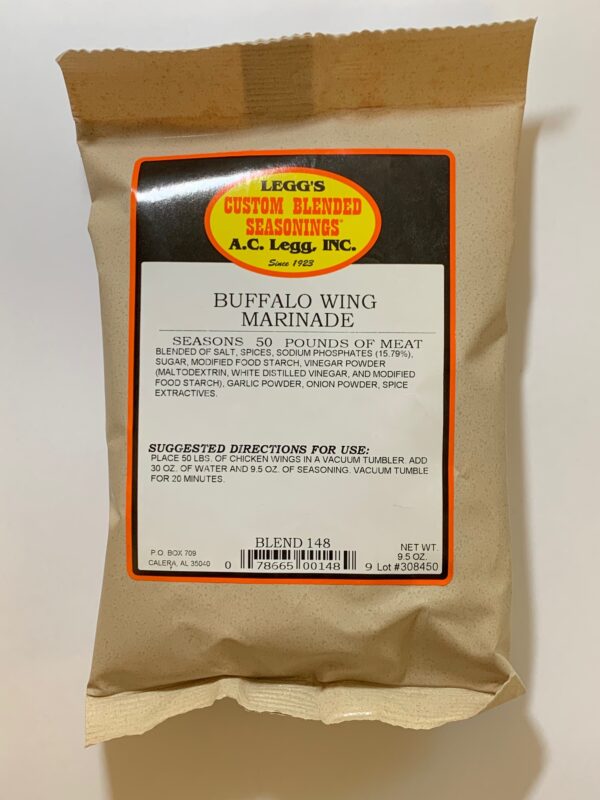 LEGG'S
CUSTOM BLENDED
SEASONINGS®
A.C. Legg, INC.
Since 1923
BUFFALO WING
MARINADE
SEASONS 50 POUNDS OF MEAT
BLENDED OF SALT, SPICES, SODIUM PHOSPHATES (15.79%),
SUGAR, MODIFIED FOOD STARCH, VINEGAR POWDER
(MALTODEXTRIN, WHITE DISTILLED VINEGAR, AND MODIFIED
FOOD STARCH), GARLIC POWDER, ONION POWDER, SPICE
EXTRACTIVES.
SUGGESTED DIRECTIONS FOR USE:
PLACE 50 LBS. OF CHICKEN WINGS IN A VACUUM TUMBLER. ADD
30 OZ. OF WATER AND 9.5 OZ. OF SEASONING. VACUUM TUMBLE
FOR 20 MINUTES.
BLEND 148
P.O. BOX 709
CALERA, AL 35040
0 78665 00148 9
NET WT.
9.5 OZ.
Lot #308450